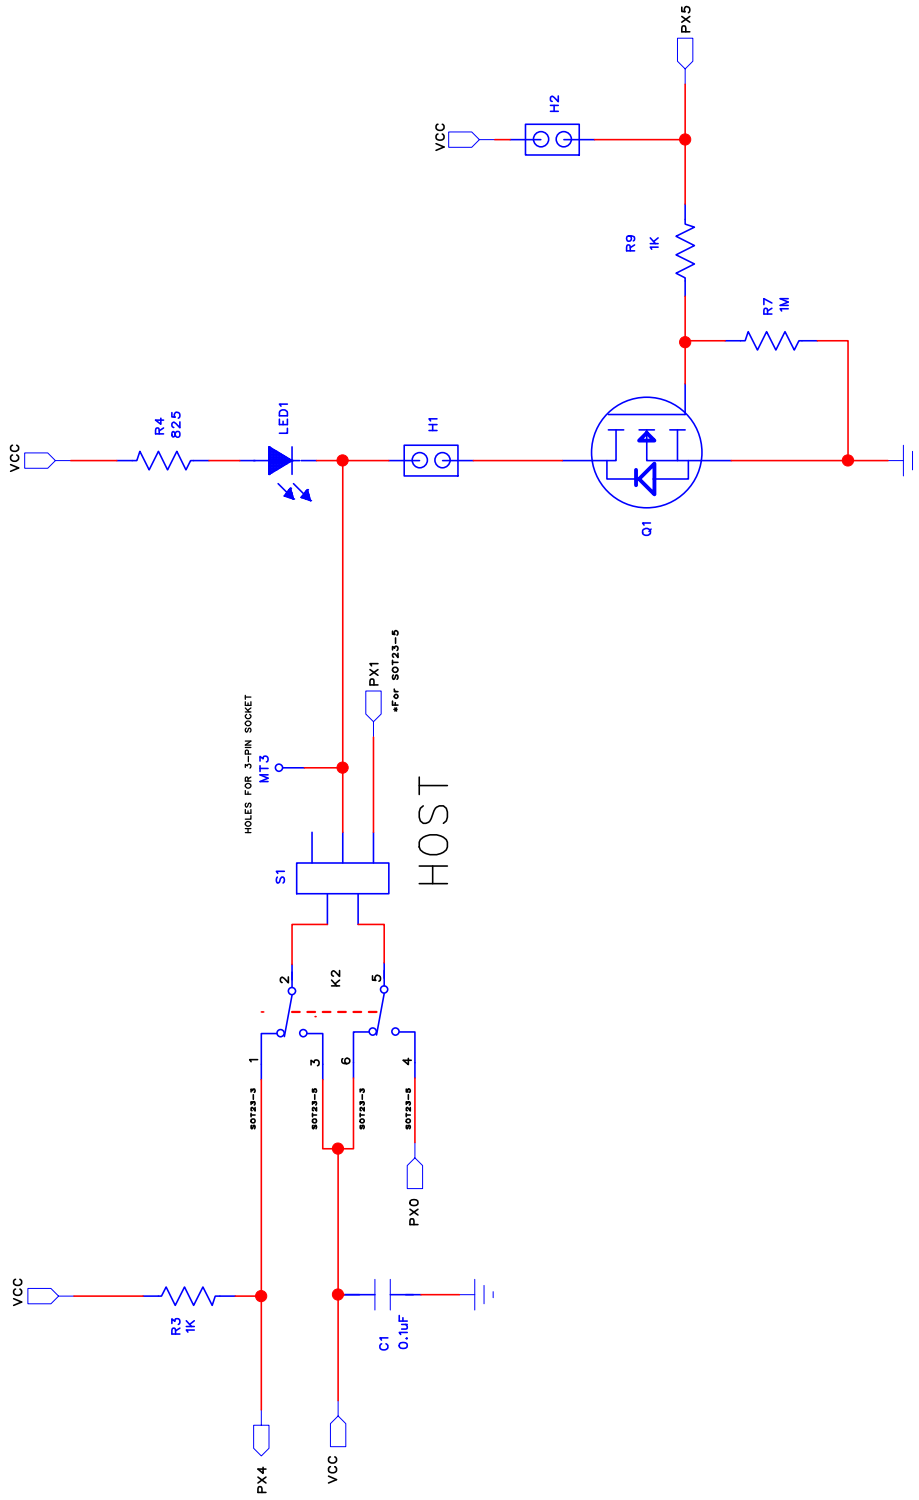 VCC
R3
1K
PX4
VCC
C1
0.1uF
SOT23-3
1
SOT23-5
3
SOT23-3
6
SOT23-5
4
PX0
2
K2
5
S1
HOST
HOLES FOR 3-PIN SOCKET
MT3
PX1
*For SOT23-5
VCC
R4
825
LED1
H1
Q1
R7
1M
R9
1K
VCC
H2
PX5